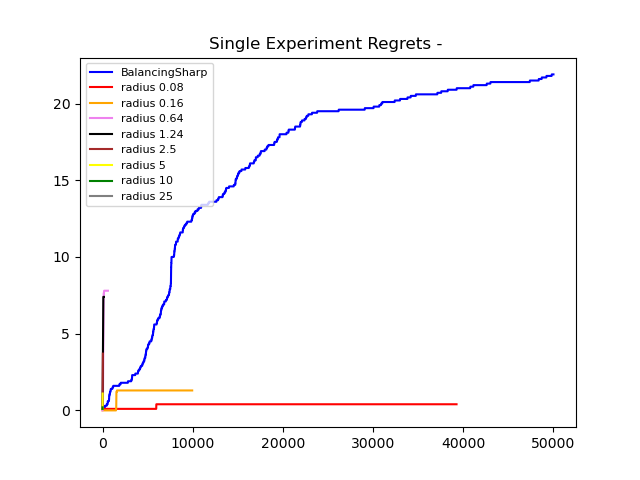 Single Experiment Regrets -
BalancingSharp
radius 0.08
radius 0.16
radius 0.64
radius 1.24
radius 2.5
radius 5
radius 10
radius 25
20
15
10
5
0
0 10000 20000 30000 40000 50000